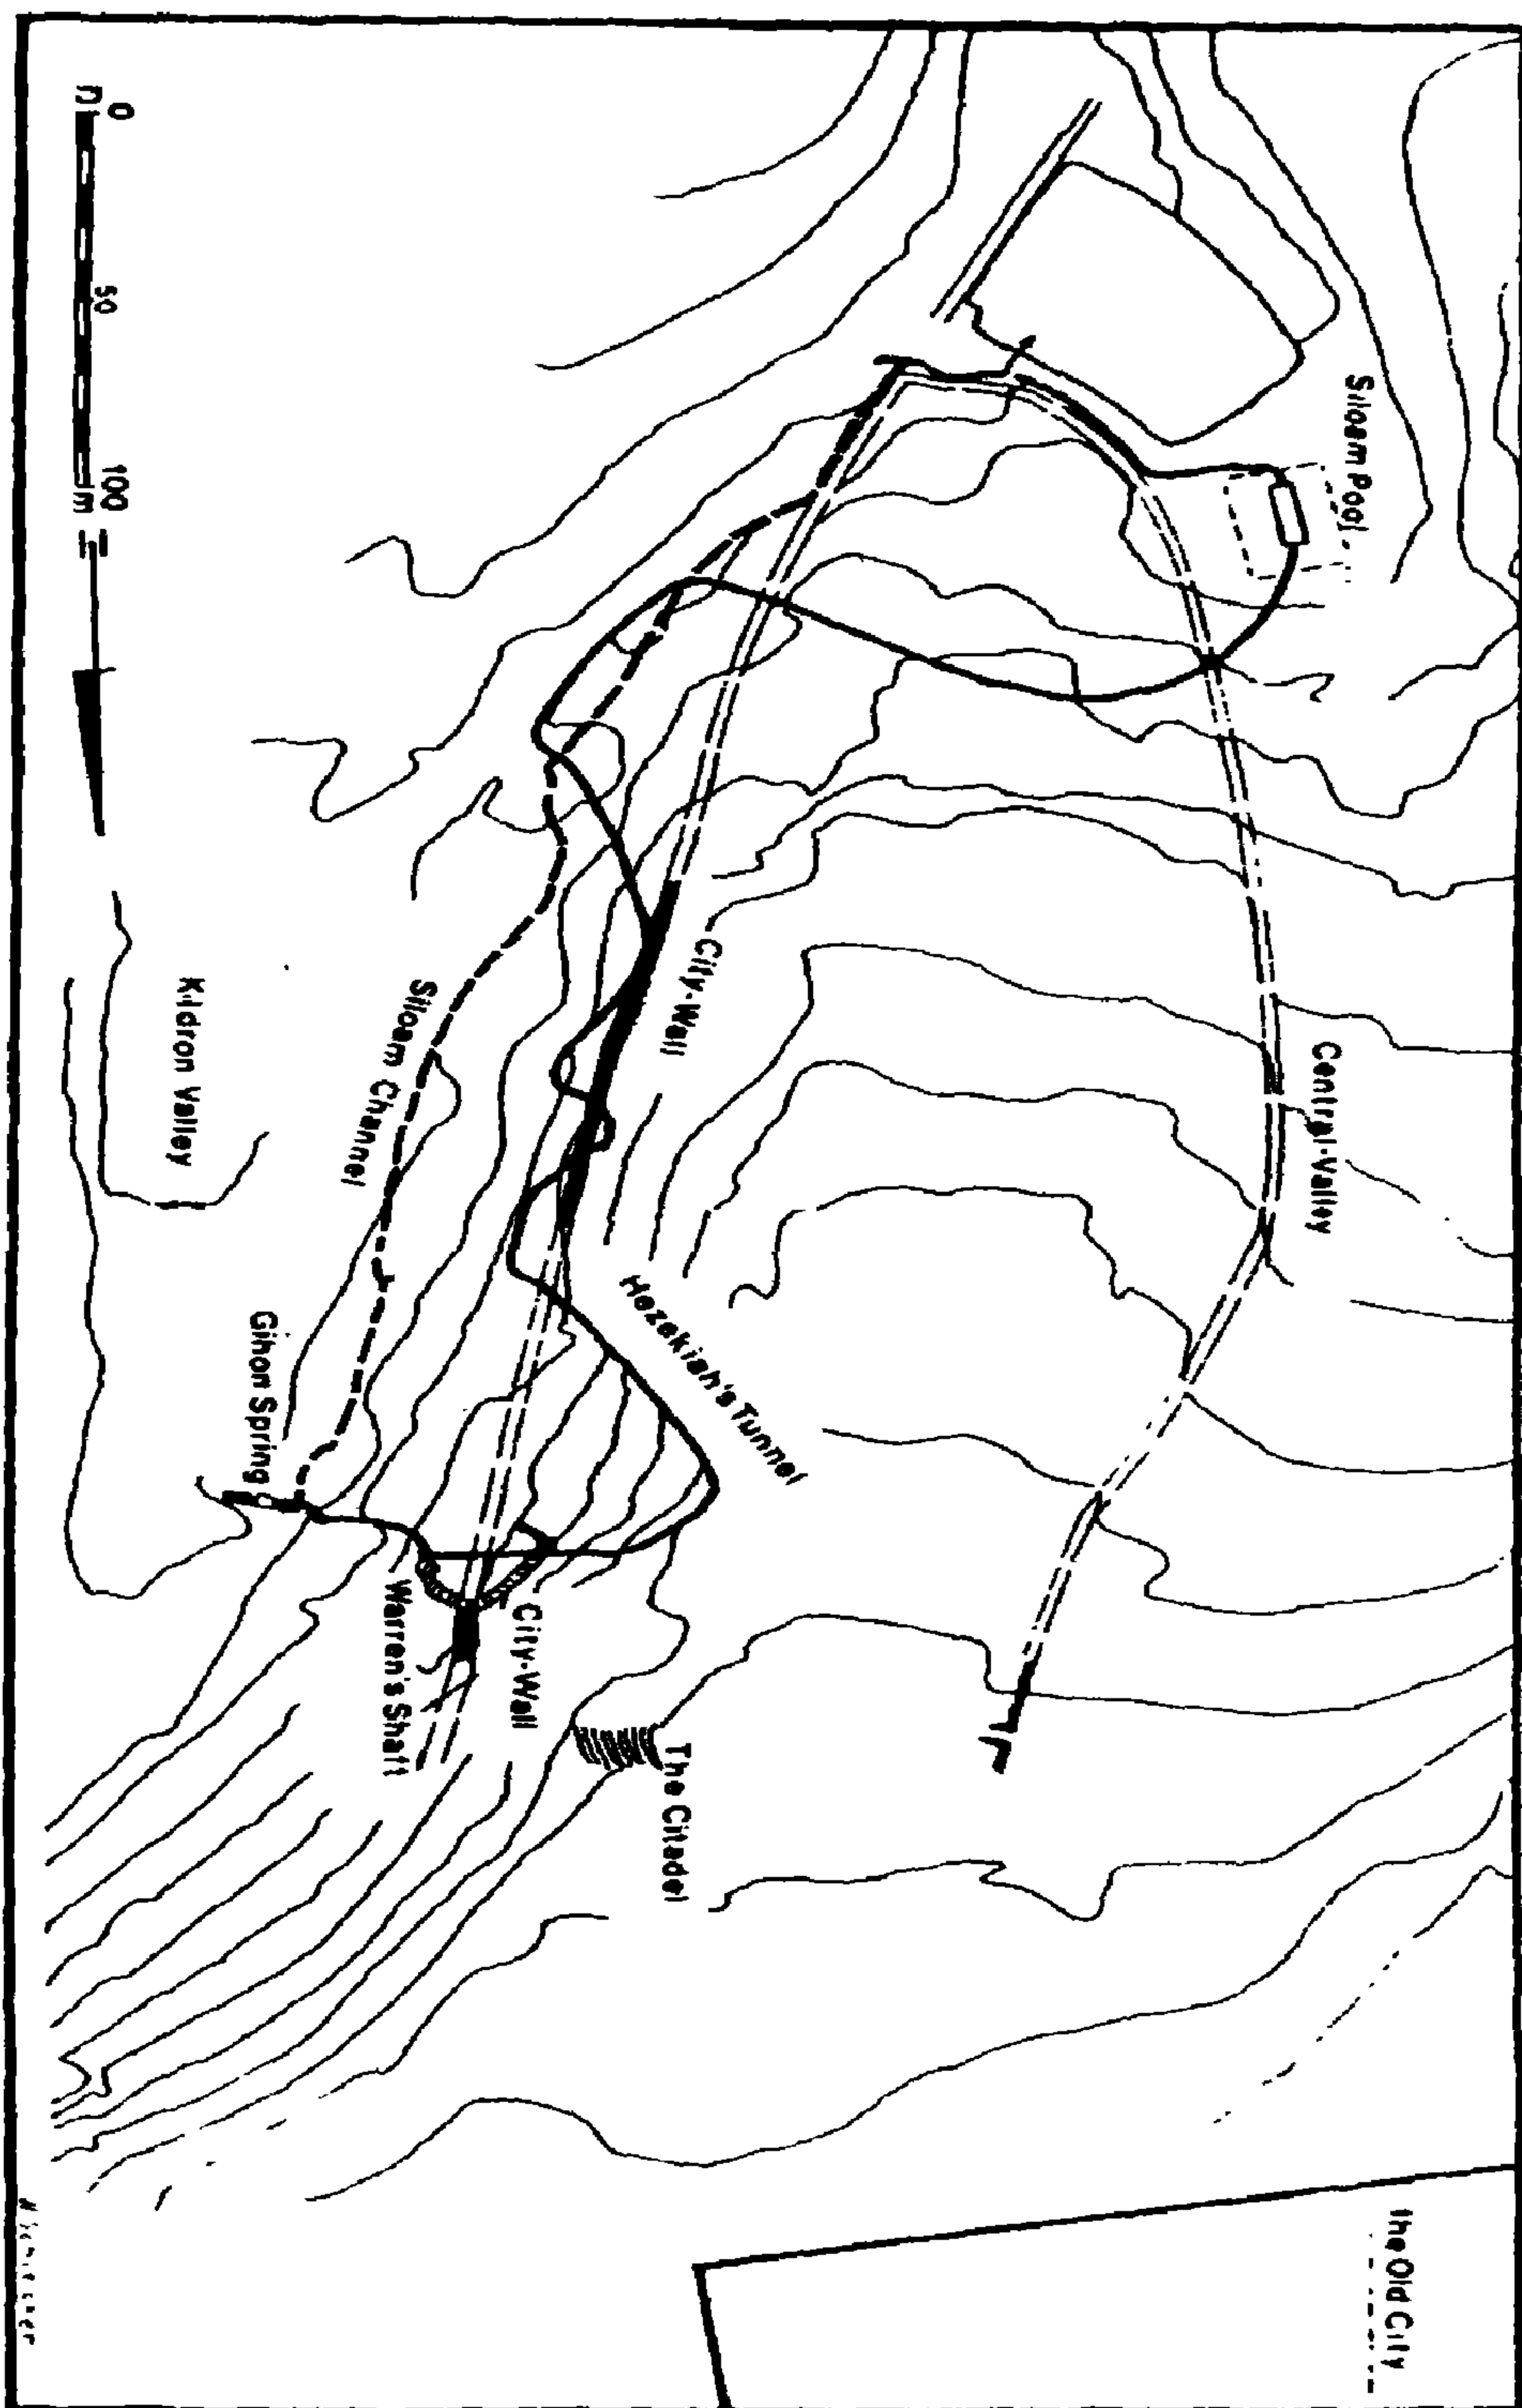 The Old City
Siloam Pool
Central-Valley
City-Wall
Hezekiah's Tunnel
The Citadel
City-Wall
Warren's Shaft
Siloam Channel
Gihon Spring
Kidron Valley
0 50 100
m